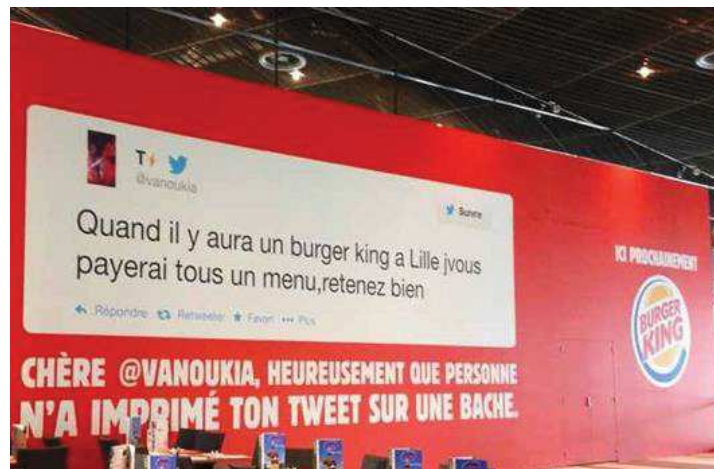 T
@vanoukia
Suivre
Quand il y aura un burger king a Lille jvous
payerai tous un menu,retenez bien
Répondre Retweeter Favori Plus
ICI PROCHAINEMENT
BURGER
KING
CHÈRE @VANOUKIA, HEUREUSEMENT QUE PERSONNE
N'A IMPRIMÉ TON TWEET SUR UNE BACHE.